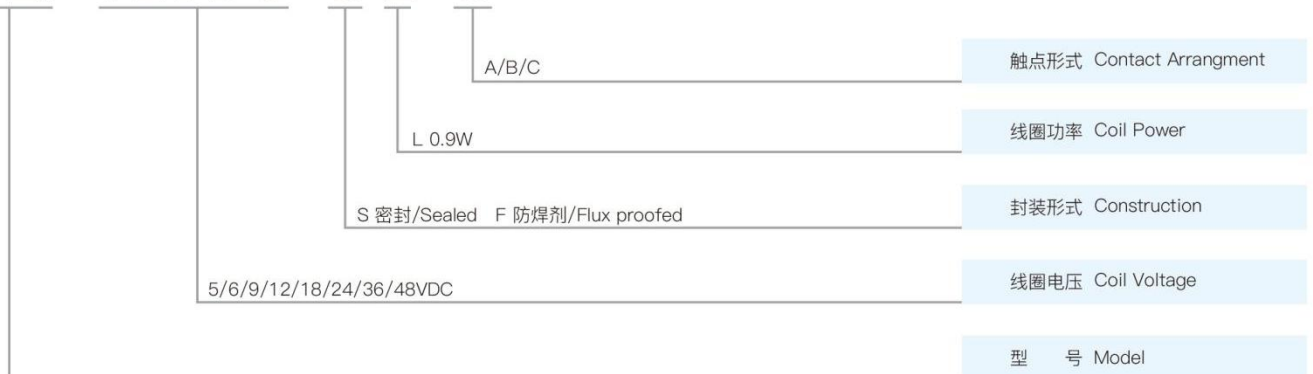 A/B/C
触点形式 Contact Arrangment
L 0.9W
线圈功率 Coil Power
S 密封/Sealed F 防焊剂/Flux proofed
封装形式 Construction
5/6/9/12/18/24/36/48VDC
线圈电压 Coil Voltage
型 号 Model